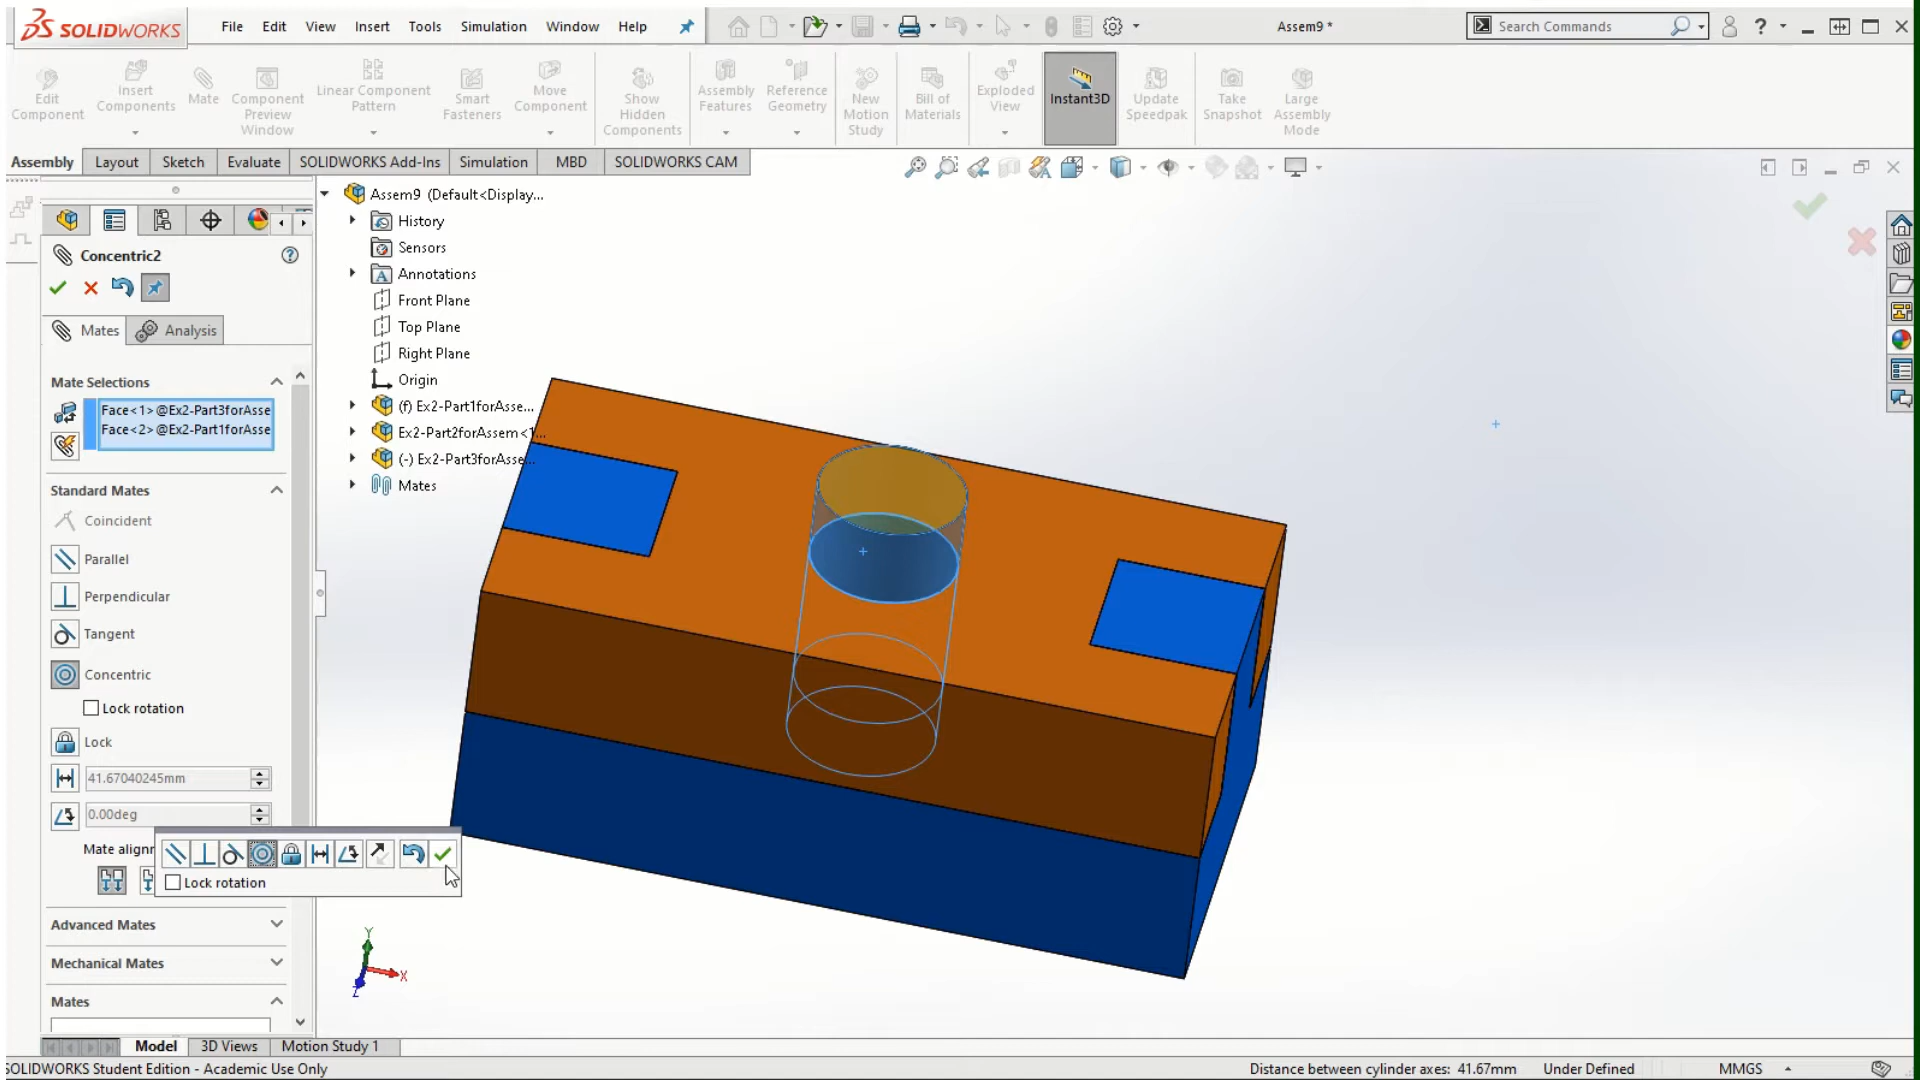 SOLIDWORKS
File Edit View Insert Tools Simulation Window Help
Assem9 *
Search Commands
?
Edit Component
Insert Components
Mate
Component Preview Window
Linear Component Pattern
Smart Fasteners
Move Component
Show Hidden Components
Assembly Features
Reference Geometry
New Motion Study
Bill of Materials
Exploded View
Instant3D
Update Speedpak
Take Snapshot
Large Assembly Mode
Assembly Layout Sketch Evaluate SOLIDWORKS Add-Ins Simulation MBD SOLIDWORKS CAM
Assem9 (Default<Display...
History
Sensors
Annotations
Front Plane
Top Plane
Right Plane
Origin
(f) Ex2-Part1forAsse...
Ex2-Part2forAssem<1...
(-) Ex2-Part3forAsse...
Mates
Concentric2
Mates Analysis
Mate Selections
Face<1>@Ex2-Part3forAsse
Face<2>@Ex2-Part1forAsse
Standard Mates
Coincident
Parallel
Perpendicular
Tangent
Concentric
Lock rotation
Lock
41.67040245mm
0.00deg
Mate alignr
Lock rotation
Advanced Mates
Mechanical Mates
Mates
Y
X
Z
Model 3D Views Motion Study 1
SOLIDWORKS Student Edition - Academic Use Only
Distance between cylinder axes: 41.67mm Under Defined MMGS